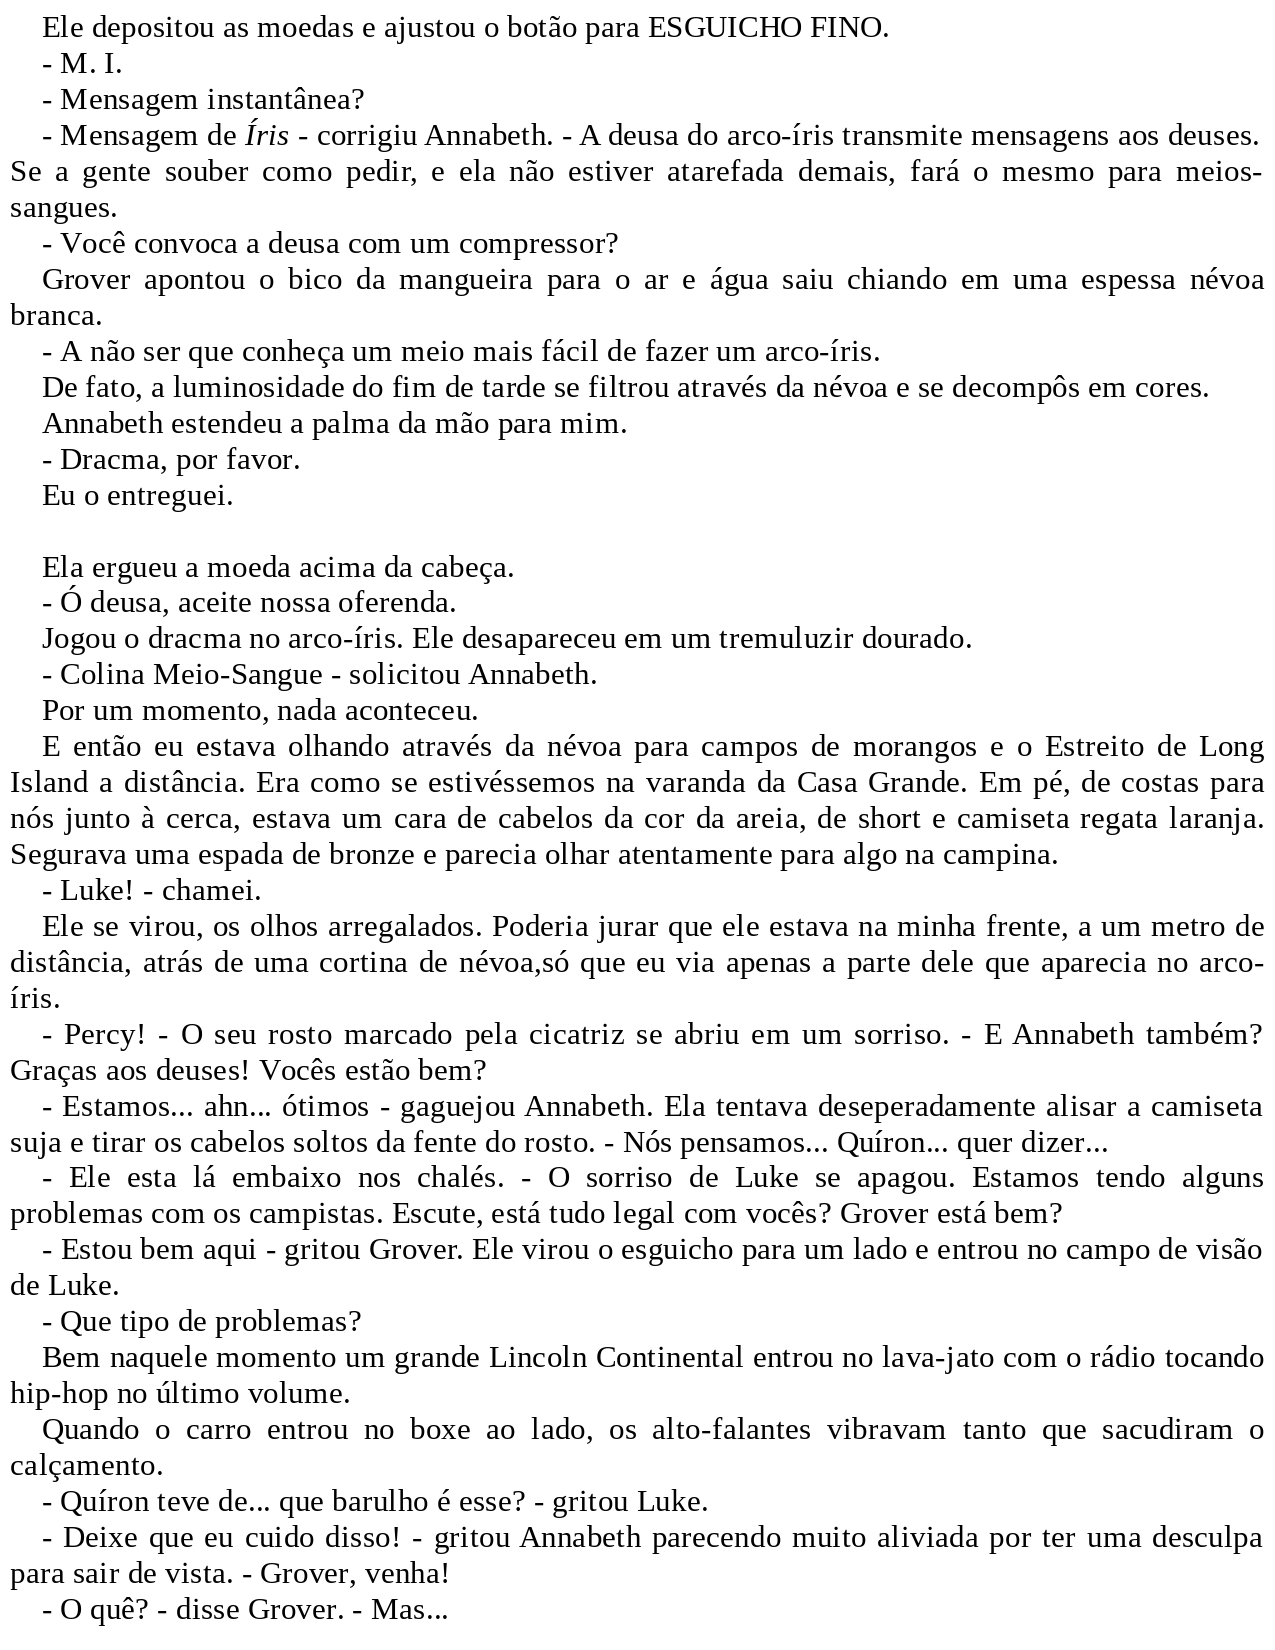 Ele depositou as moedas e ajustou o botão para ESGUICHO FINO.
- M. I.
- Mensagem instantânea?
- Mensagem de Íris - corrigiu Annabeth. - A deusa do arco-íris transmite mensagens aos deuses.
Se a gente souber como pedir, e ela não estiver atarefada demais, fará o mesmo para meios-
sangues.
- Você convoca a deusa com um compressor?
Grover apontou o bico da mangueira para o ar e água saiu chiando em uma espessa névoa
branca.
- A não ser que conheça um meio mais fácil de fazer um arco-íris.
De fato, a luminosidade do fim de tarde se filtrou através da névoa e se decompôs em cores.
Annabeth estendeu a palma da mão para mim.
- Dracma, por favor.
Eu o entreguei.
Ela ergueu a moeda acima da cabeça.
- Ó deusa, aceite nossa oferenda.
Jogou o dracma no arco-íris. Ele desapareceu em um tremuluzir dourado.
- Colina Meio-Sangue - solicitou Annabeth.
Por um momento, nada aconteceu.
E então eu estava olhando através da névoa para campos de morangos e o Estreito de Long
Island a distância. Era como se estivéssemos na varanda da Casa Grande. Em pé, de costas para
nós junto à cerca, estava um cara de cabelos da cor da areia, de short e camiseta regata laranja.
Segurava uma espada de bronze e parecia olhar atentamente para algo na campina.
- Luke! - chamei.
Ele se virou, os olhos arregalados. Poderia jurar que ele estava na minha frente, a um metro de
distância, atrás de uma cortina de névoa,só que eu via apenas a parte dele que aparecia no arco-
íris.
- Percy! - O seu rosto marcado pela cicatriz se abriu em um sorriso. - E Annabeth também?
Graças aos deuses! Vocês estão bem?
- Estamos... ahn... ótimos - gaguejou Annabeth. Ela tentava deseperadamente alisar a camiseta
suja e tirar os cabelos soltos da fente do rosto. - Nós pensamos... Quíron... quer dizer...
- Ele esta lá embaixo nos chalés. - O sorriso de Luke se apagou. Estamos tendo alguns
problemas com os campistas. Escute, está tudo legal com vocês? Grover está bem?
- Estou bem aqui - gritou Grover. Ele virou o esguicho para um lado e entrou no campo de visão
de Luke.
- Que tipo de problemas?
Bem naquele momento um grande Lincoln Continental entrou no lava-jato com o rádio tocando
hip-hop no último volume.
Quando o carro entrou no boxe ao lado, os alto-falantes vibravam tanto que sacudiram o
calçamento.
- Quíron teve de... que barulho é esse? - gritou Luke.
- Deixe que eu cuido disso! - gritou Annabeth parecendo muito aliviada por ter uma desculpa
para sair de vista. - Grover, venha!
- O quê? - disse Grover. - Mas...